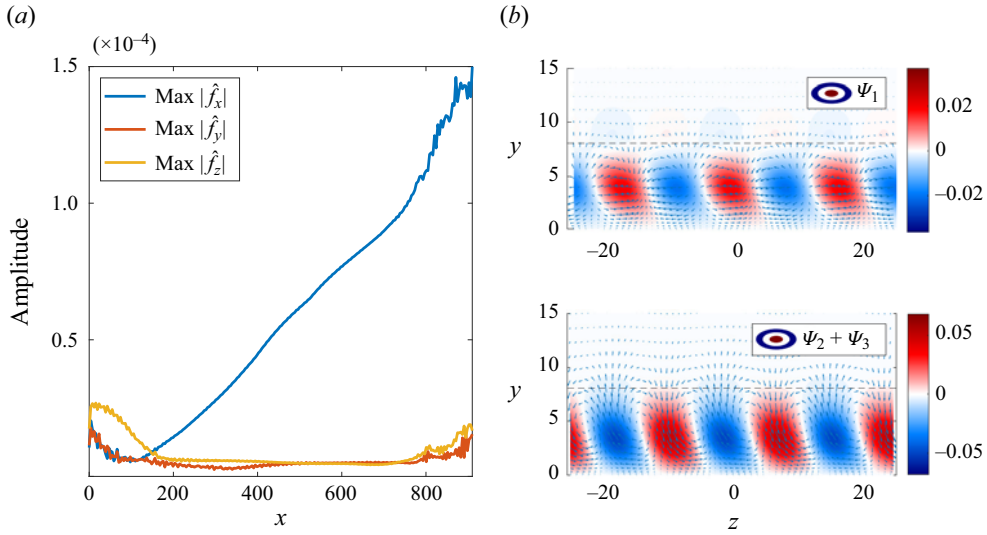 (a)
(×10⁻⁴)
1.5
1.0
0.5
Amplitude
Max |f̂ₓ|
Max |f̂ᵧ|
Max |f̂_z|
0 200 400 600 800
x
(b)
15
10
5
0
y
Ψ₁
−20 0 20
0.02
0
−0.02
15
10
5
0
y
Ψ₂ + Ψ₃
−20 0 20
z
0.05
0
−0.05